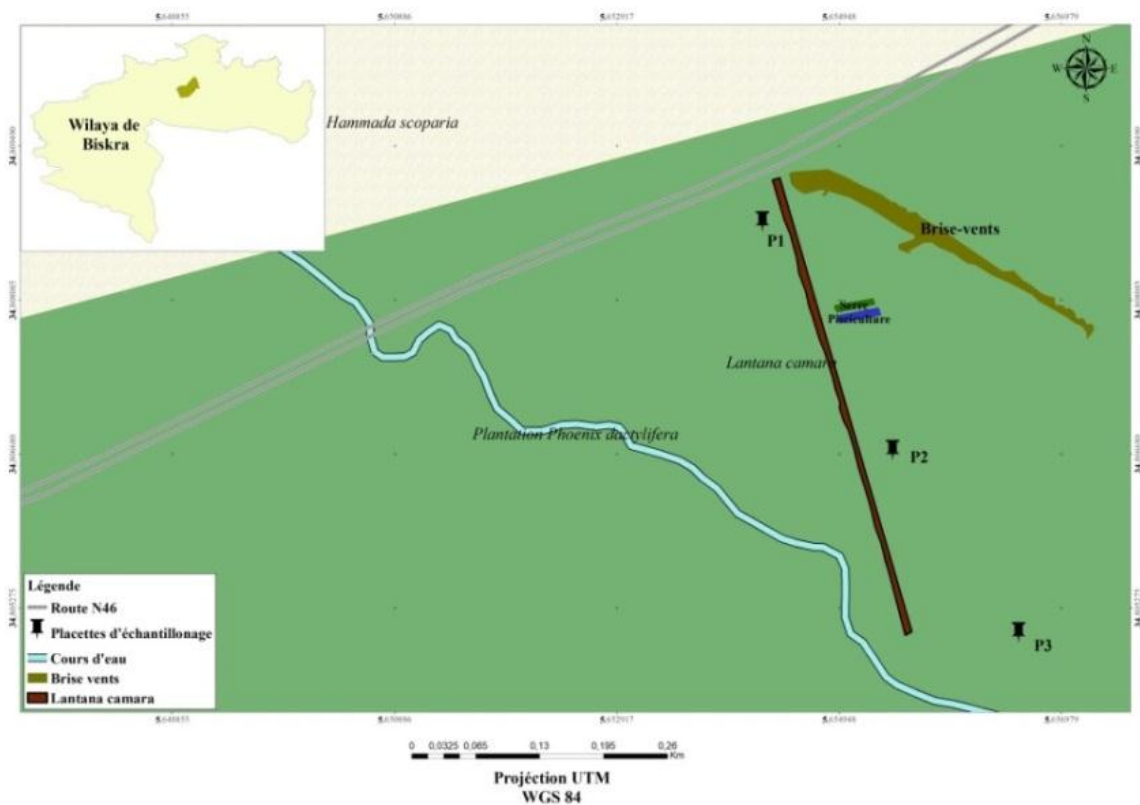 Wilaya de
Biskra
Hammada scoparia
P1
Brise-vents
Serre
Pisciculture
Lantana camara
Plantation Phoenix dactylifera
P2
P3
N
W
E
S
Légende
Route N46
Placettes d'échantillonage
Cours d'eau
Brise vents
Lantana camara
0 0,0325 0,065 0,13 0,195 0,26
Km
Projéction UTM
WGS 84